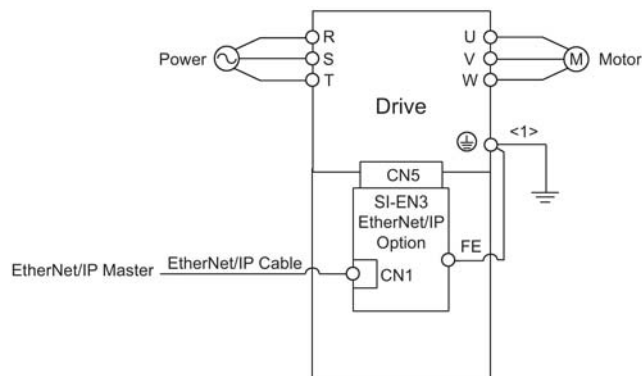 R
U
Power
S
V
M
Motor
T
W
Drive
<1>
CN5
SI-EN3
EtherNet/IP
Option
FE
EtherNet/IP Master
EtherNet/IP Cable
CN1